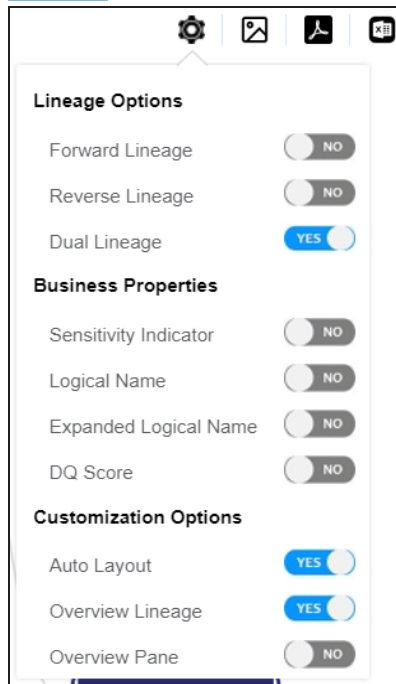 Lineage Options
Forward Lineage NO
Reverse Lineage NO
Dual Lineage YES
Business Properties
Sensitivity Indicator NO
Logical Name NO
Expanded Logical Name NO
DQ Score NO
Customization Options
Auto Layout YES
Overview Lineage YES
Overview Pane NO